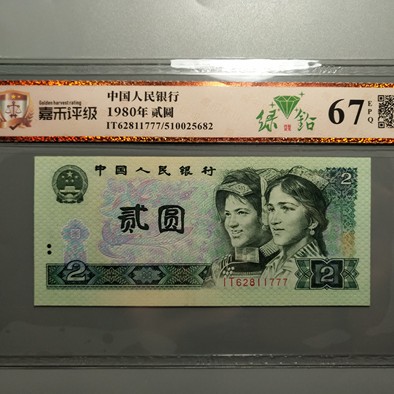 嘉禾评级
Golden harvest rating
中国人民银行
1980年 贰圆
IT62811777/510025682
绿钻
67
EPQ
中国人民银行
贰圆
2
2
2
IT62811777